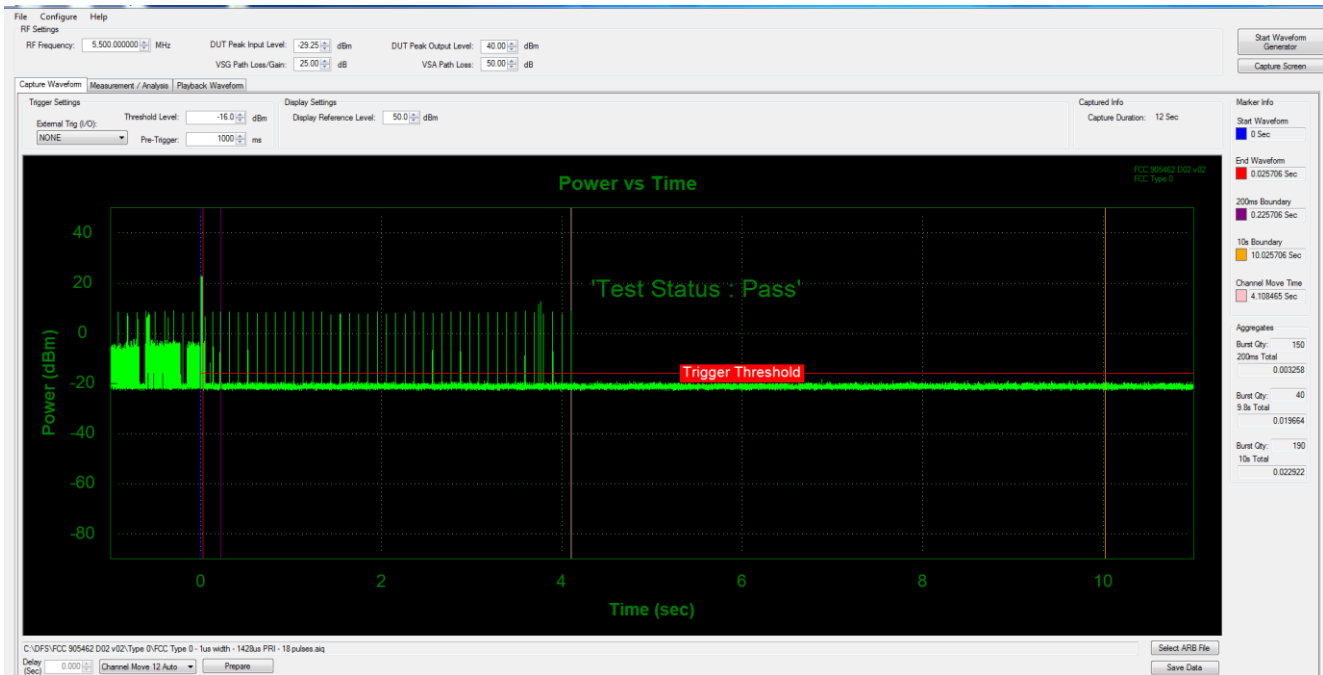 File Configure Help
RF Settings
RF Frequency: 5,500.000000 MHz DUT Peak Input Level: -29.25 dBm DUT Peak Output Level: 40.00 dBm
VSG Path Loss/Gain: 25.00 dB VSA Path Loss: 50.00 dB
Start Waveform
Generator
Capture Screen
Capture Waveform Measurement / Analysis Playback Waveform
Trigger Settings
External Trig (I/O): Threshold Level: -16.0 dBm
NONE Pre-Trigger: 1000 ms
Display Settings
Display Reference Level: 50.0 dBm
Captured Info
Capture Duration: 12 Sec
Marker Info
Start Waveform
0 Sec
End Waveform
0.025706 Sec
200ms Boundary
0.225706 Sec
10s Boundary
10.025706 Sec
Channel Move Time
4.108465 Sec
Aggregates
Burst Qty: 150
200ms Total
0.003258
Burst Qty: 40
9.8s Total
0.019664
Burst Qty: 190
10s Total
0.022922
Power vs Time
FCC 905462 D02 v02
FCC Type 0
'Test Status : Pass'
Trigger Threshold
Power (dBm)
40
20
0
-20
-40
-60
-80
0 2 4 6 8 10
Time (sec)
C:\DFS\FCC 905462 D02 v02\Type 0\FCC Type 0 - 1us width - 1428us PRI - 18 pulses.aiq
Select ARB File
Delay
(Sec) 0.000 Channel Move 12 Auto Prepare
Save Data